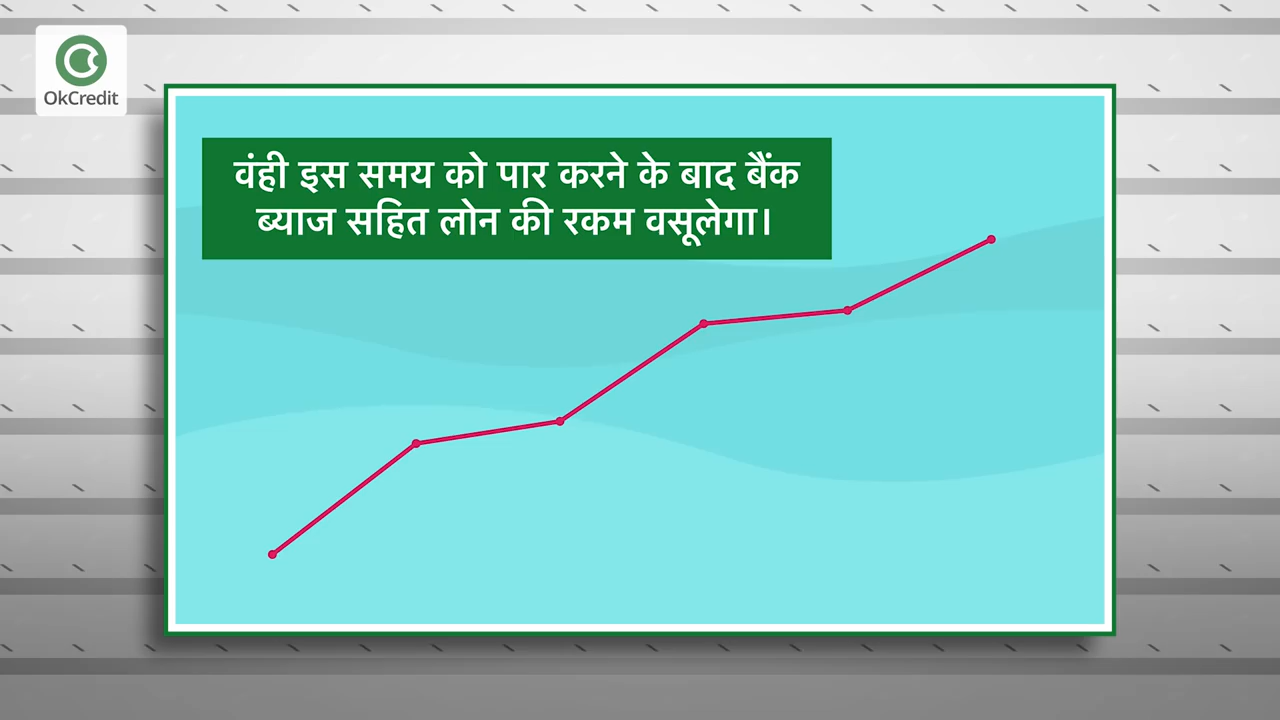 OkCredit
वंही इस समय को पार करने के बाद बैंक
ब्याज सहित लोन की रकम वसूलेगा।